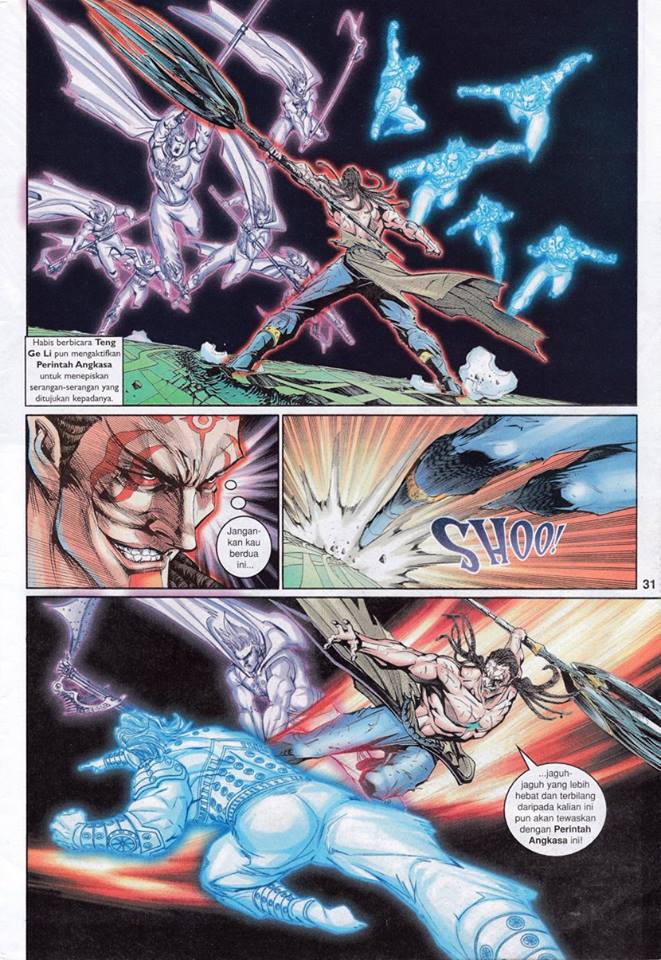 Habis berbicara Teng
Ge Li pun mengaktifkan
Perintah Angkasa
untuk menepiskan
serangan-serangan yang
ditujukan kepadanya.
Jangan-
kan kau
berdua
ini...
SHOO!
31
...jaguh-
jaguh yang lebih
hebat dan terbilang
daripada kalian ini
pun akan tewaskan
dengan Perintah
Angkasa ini!